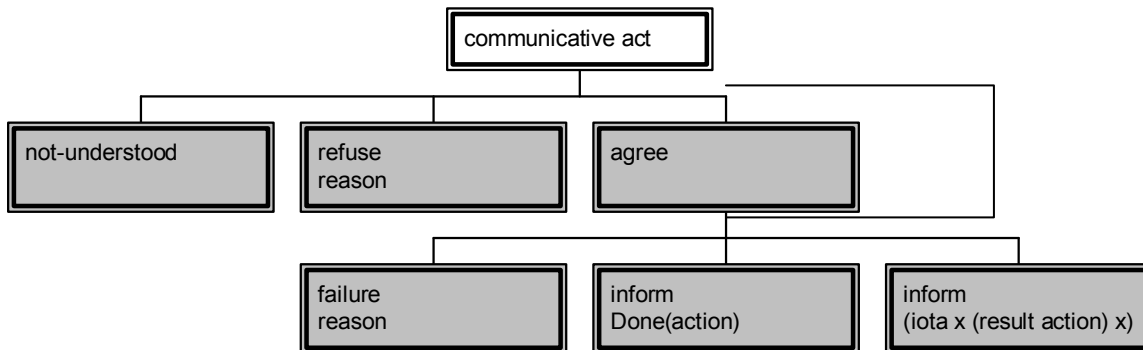 communicative act
not-understood
refuse
reason
agree
failure
reason
inform
Done(action)
inform
(iota x (result action) x)